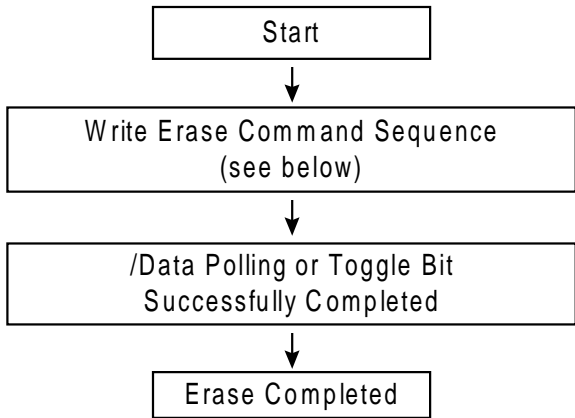 Start
Write Erase Command Sequence
(see below)
/Data Polling or Toggle Bit
Successfully Completed
Erase Completed